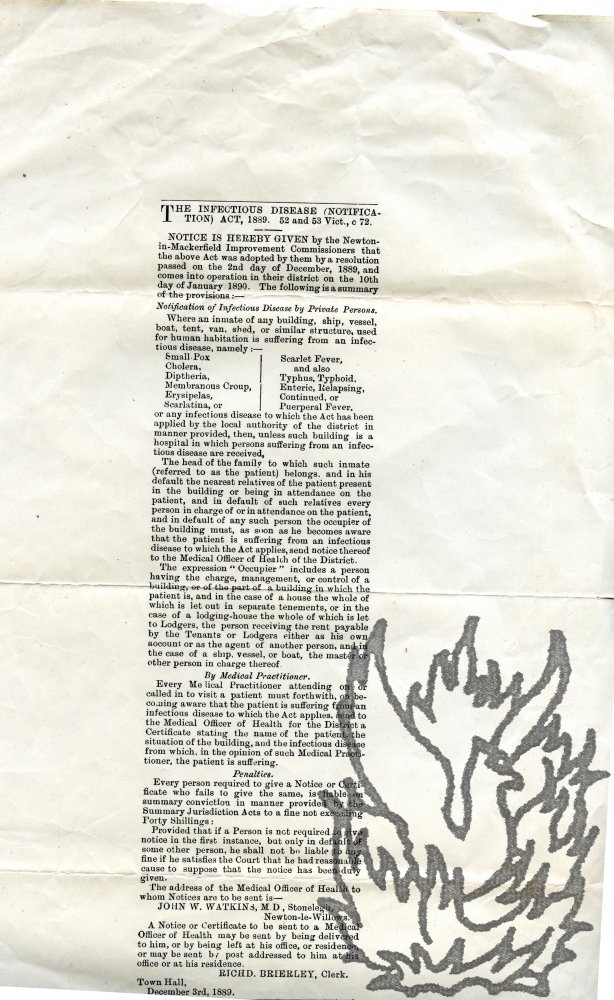 THE INFECTIOUS DISEASE (NOTIFICA-
TION) ACT, 1889. 52 and 53 Vict., c 72.
NOTICE IS HEREBY GIVEN by the Newton-
in-Mackerfield Improvement Commissioners that
the above Act was adopted by them by a resolution
passed on the 2nd day of December, 1889, and
comes into operation in their district on the 10th
day of January 1890. The following is a summary
of the provisions :—
Notification of Infectious Disease by Private Persons.
Where an inmate of any building, ship, vessel,
boat, tent, van, shed, or similar structure, used
for human habitation is suffering from an infec-
tious disease, namely :—
Small Pox
Cholera,
Diptheria,
Membranous Croup,
Erysipelas,
Scarlatina, or
Scarlet Fever,
and also
Typhus, Typhoid.
Enteric, Relapsing,
Continued, or
Puerperal Fever.
or any infectious disease to which the Act has been
applied by the local authority of the district in
manner provided, then, unless such building is a
hospital in which persons suffering from an infec-
tious disease are received,
The head of the family to which such inmate
(referred to as the patient) belongs. and in his
default the nearest relatives of the patient present
in the building or being in attendance on the
patient, and in default of such relatives every
person in charge of or in attendance on the patient,
and in default of any such person the occupier of
the building must, as soon as he becomes aware
that the patient is suffering from an infectious
disease to which the Act applies, send notice thereof
to the Medical Officer of Health of the District.
The expression "Occupier" includes a person
having the charge, management, or control of a
building, or of the part of a building in which the
patient is, and in the case of a house the whole of
which is let out in separate tenements, or in the
case of a lodging-house the whole of which is let
to Lodgers, the person receiving the rent payable
by the Tenants or Lodgers either as his own
account or as the agent of another person, and in
the case of a ship. vessel, or boat, the master or
other person in charge thereof
By Medical Practitioner.
Every Medical Practitioner attending on or
called in to visit a patient must forthwith, on be-
coming aware that the patient is suffering from an
infectious disease to which the Act applies, send to
the Medical Officer of Health for the District a
Certificate stating the name of the patient, the
situation of the building, and the infectious disease
from which, in the opinion of such Medical Practi-
tioner, the patient is suffering.
Penalties.
Every person required to give a Notice or Certi-
ficate who fails to give the same, is liable on
summary conviction in manner provided by the
Summary Jurisdiction Acts to a fine not exceeding
Forty Shillings :
Provided that if a Person is not required to give
notice in the first instance, but only in default of
some other person, he shall not be liable to any
fine if he satisfies the Court that he had reasonable
cause to suppose that the notice has been duly
given.
The address of the Medical Officer of Health to
whom Notices are to be sent is—
JOHN W. WATKINS, M.D., Stonelegh,
Newton-le-Willows.
A Notice or Certificate to be sent to a Medical
Officer of Health may be sent by being delivered
to him, or by being left at his office, or residence,
or may be sent by post addressed to him at his
office or at his residence.
RICHD. BRIERLEY, Clerk.
Town Hall,
December 3rd, 1889.